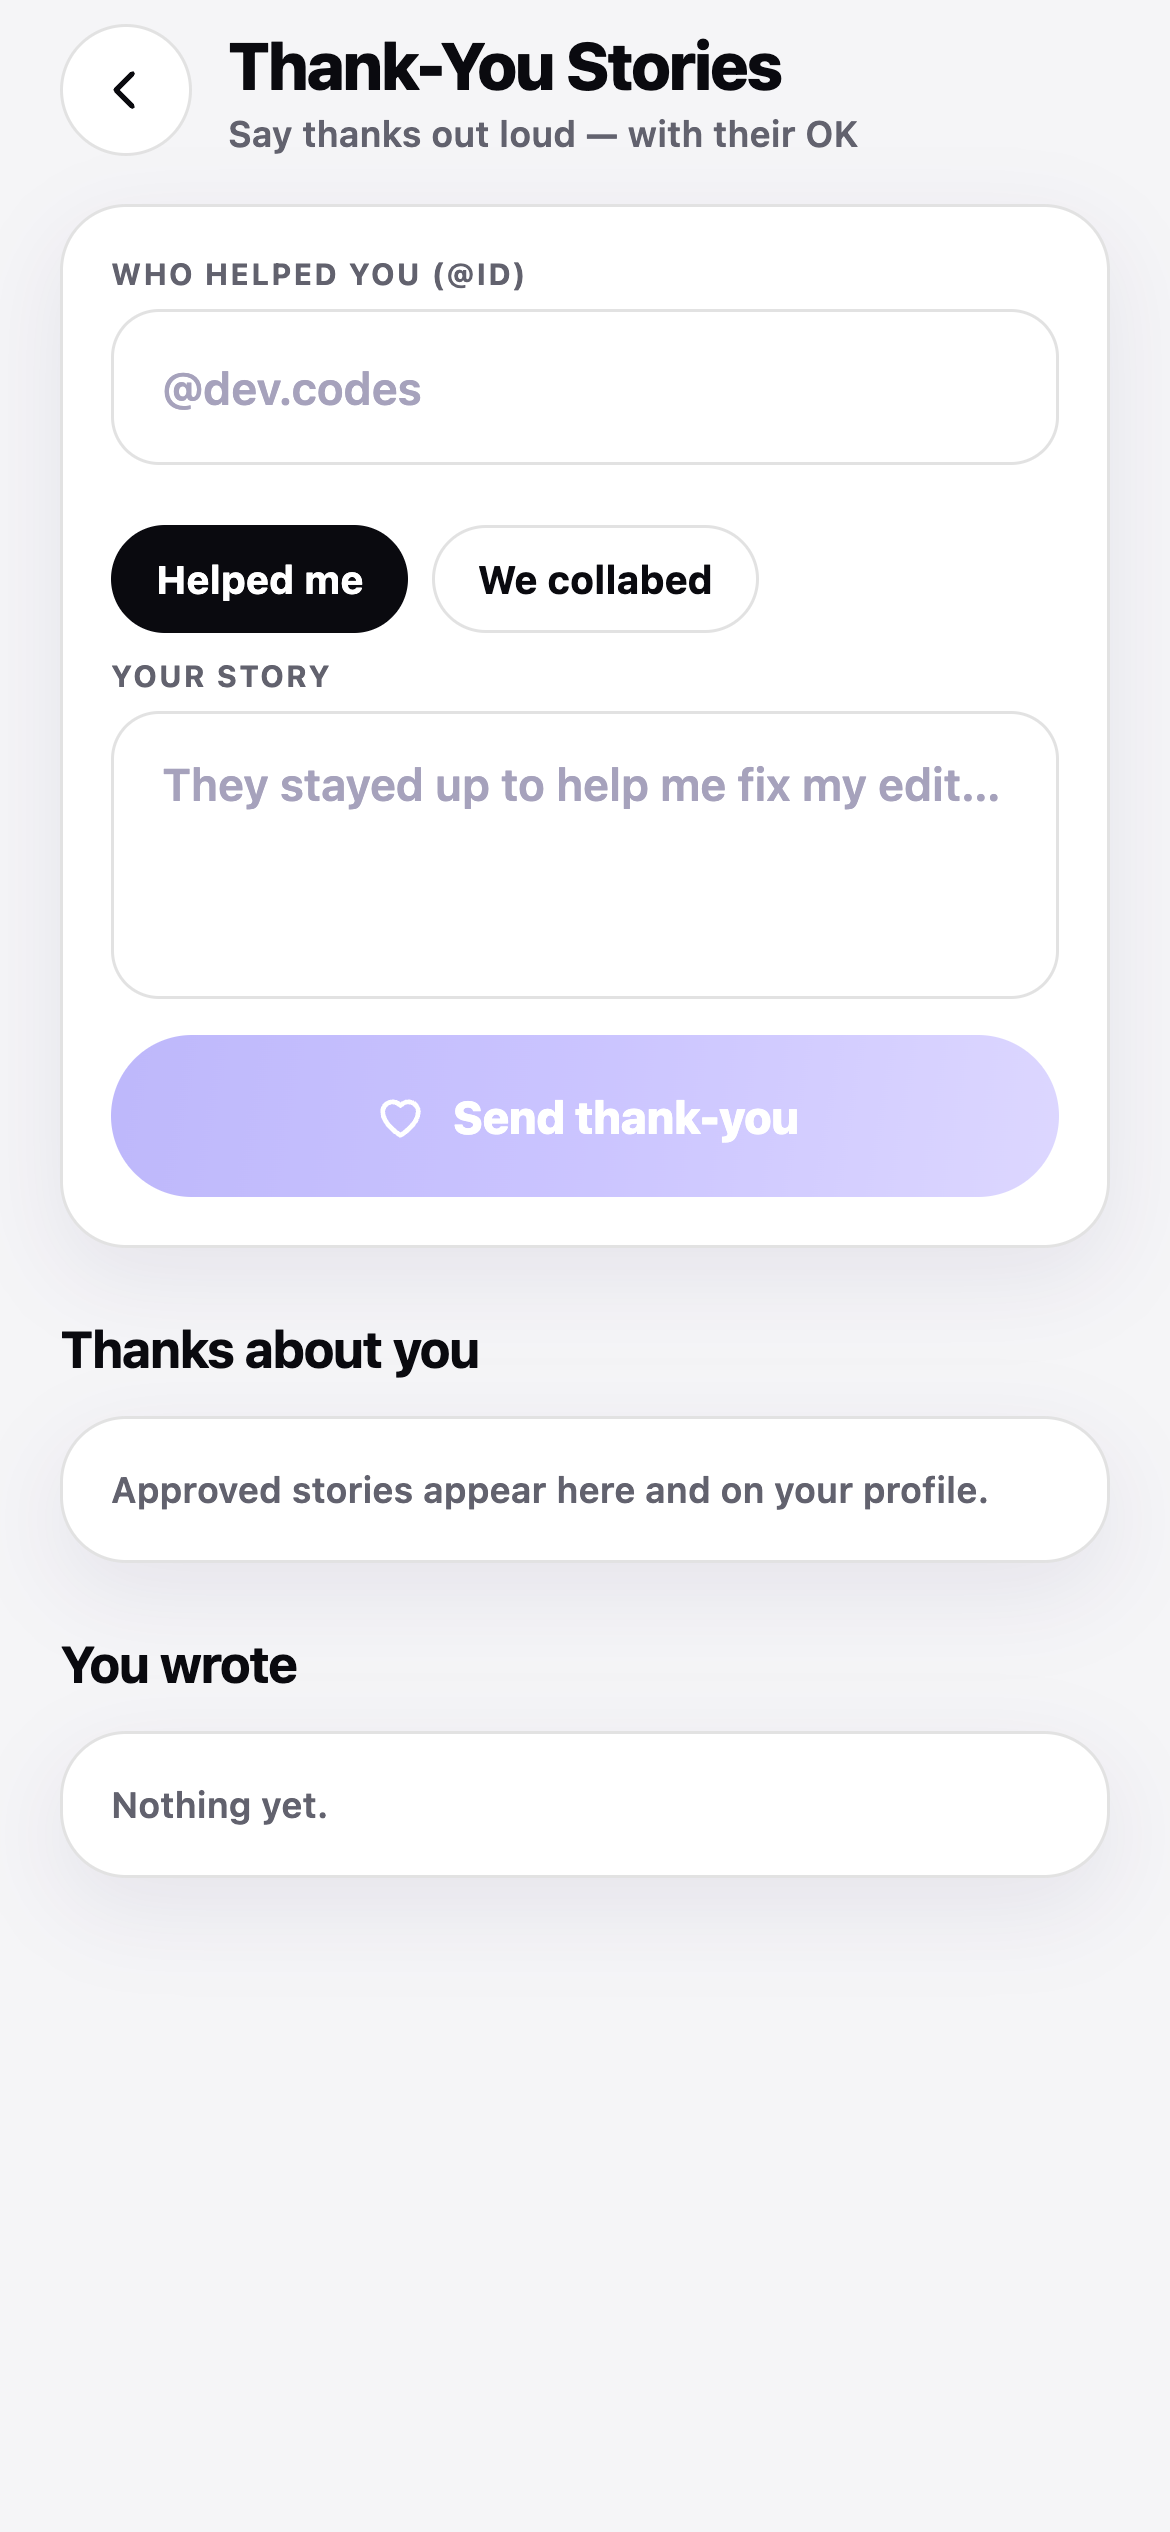 Thank-You Stories
Say thanks out loud — with their OK
WHO HELPED YOU (@ID)
@dev.codes
Helped me
We collabed
YOUR STORY
They stayed up to help me fix my edit...
Send thank-you
Thanks about you
Approved stories appear here and on your profile.
You wrote
Nothing yet.